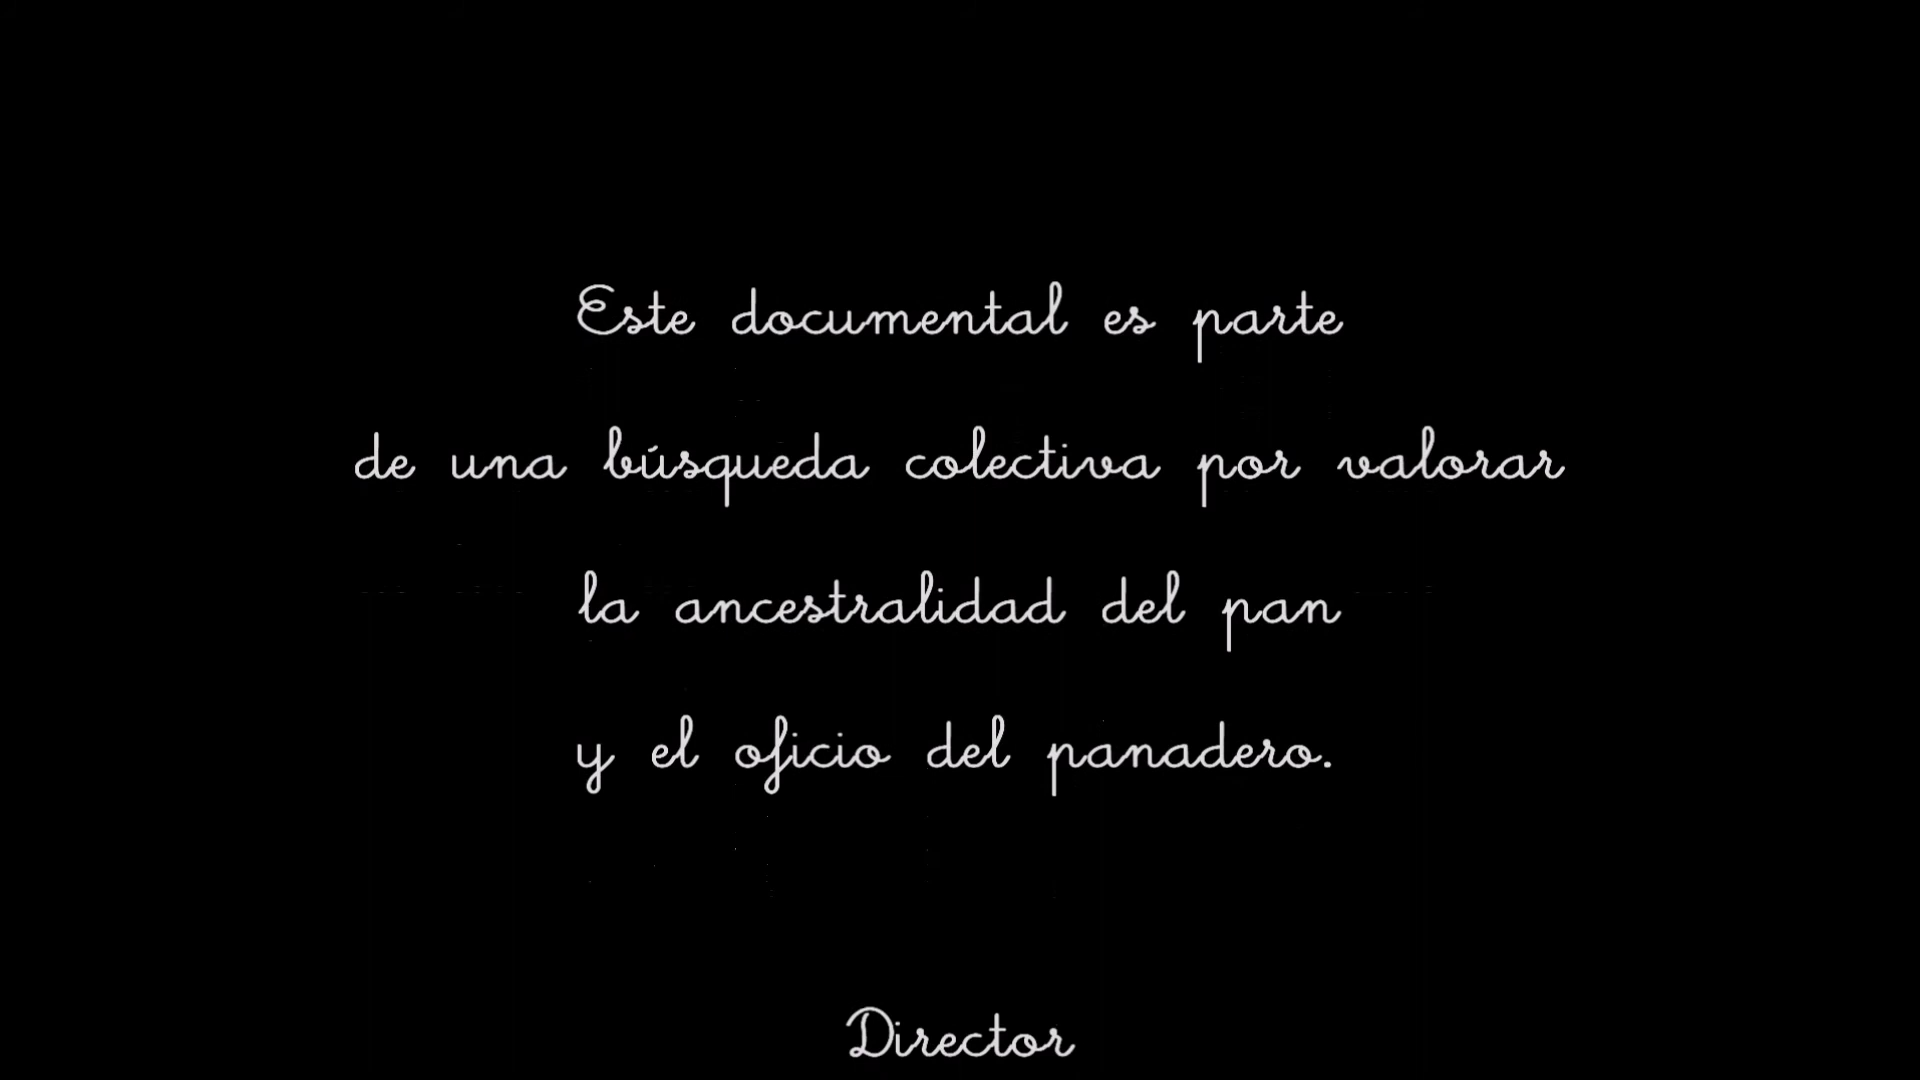 Este documental es parte
de una búsqueda colectiva por valorar
la ancestralidad del pan
y el oficio del panadero.
Director